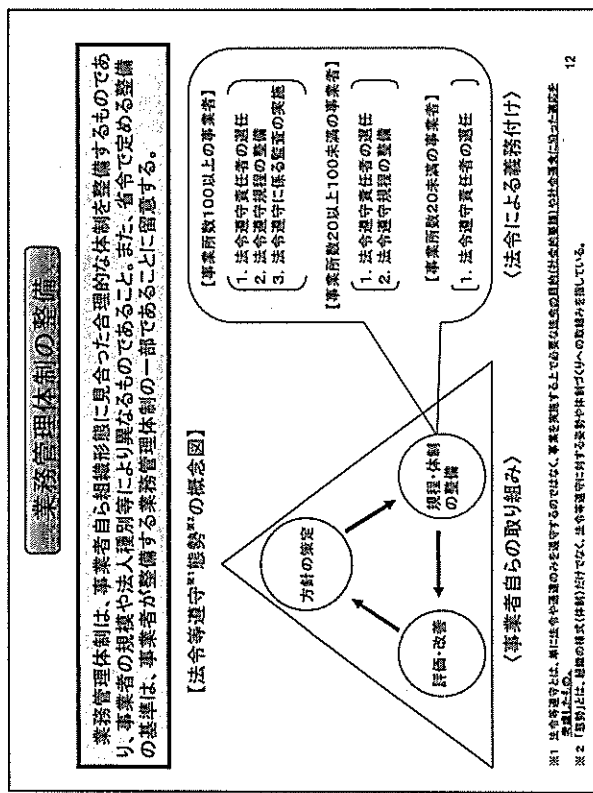 業務管理体制の整備
業務管理体制は、事業者自ら組織形態に見合った合理的な体制を整備するものであ
り、事業者の規模や法人種別等により異なるものであること。また、省令で定める整備
の基準は、事業者が整備する業務管理体制の一部であることに留意する。
【法令等遵守※1態勢※2の概念図】
方針の策定
評価・改善
規程・体制
の整備
〈事業者自らの取り組み〉
【事業所数100以上の事業者】
1. 法令遵守責任者の選任
2. 法令遵守規程の整備
3. 法令遵守に係る監査の実施
【事業所数20以上100未満の事業者】
1. 法令遵守責任者の選任
2. 法令遵守規程の整備
【事業所数20未満の事業者】
1. 法令遵守責任者の選任
〈法令による義務付け〉
※1 法令等遵守とは、単に法令や通達のみを遵守するのではなく、事業を実施する上で必要な法令の目的(社会的要請)や社会通念に沿った適応を
考慮したもの。
※2 「態勢」とは、組織の様式(体制)だけでなく、法令等遵守に対する姿勢や体制づくりへの取組みを指している。
12